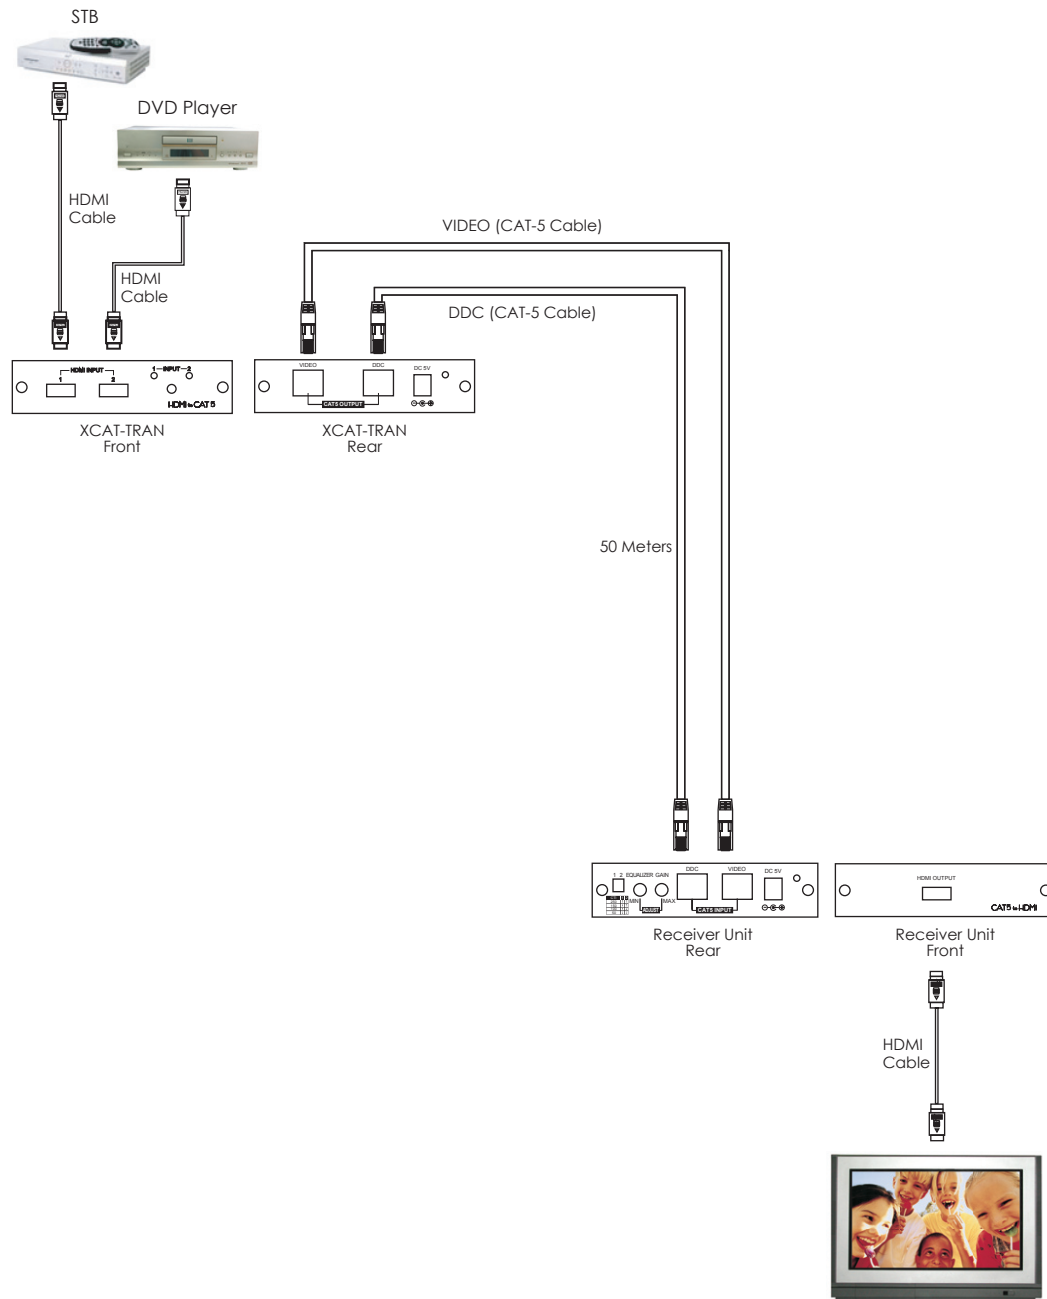 STB
DVD Player
HDMI
Cable
HDMI
Cable
VIDEO (CAT-5 Cable)
DDC (CAT-5 Cable)
HDMI INPUT
1 2
1 INPUT 2
HDMI to CAT 5
XCAT-TRAN
Front
VIDEO DDC DC 5V
CAT5 OUTPUT
XCAT-TRAN
Rear
50 Meters
1 2 EQUALIZER GAIN DDC VIDEO DC 5V
MIN MAX
ADJUST CAT5 INPUT
Receiver Unit
Rear
HDMI OUTPUT
CAT5 to HDMI
Receiver Unit
Front
HDMI
Cable